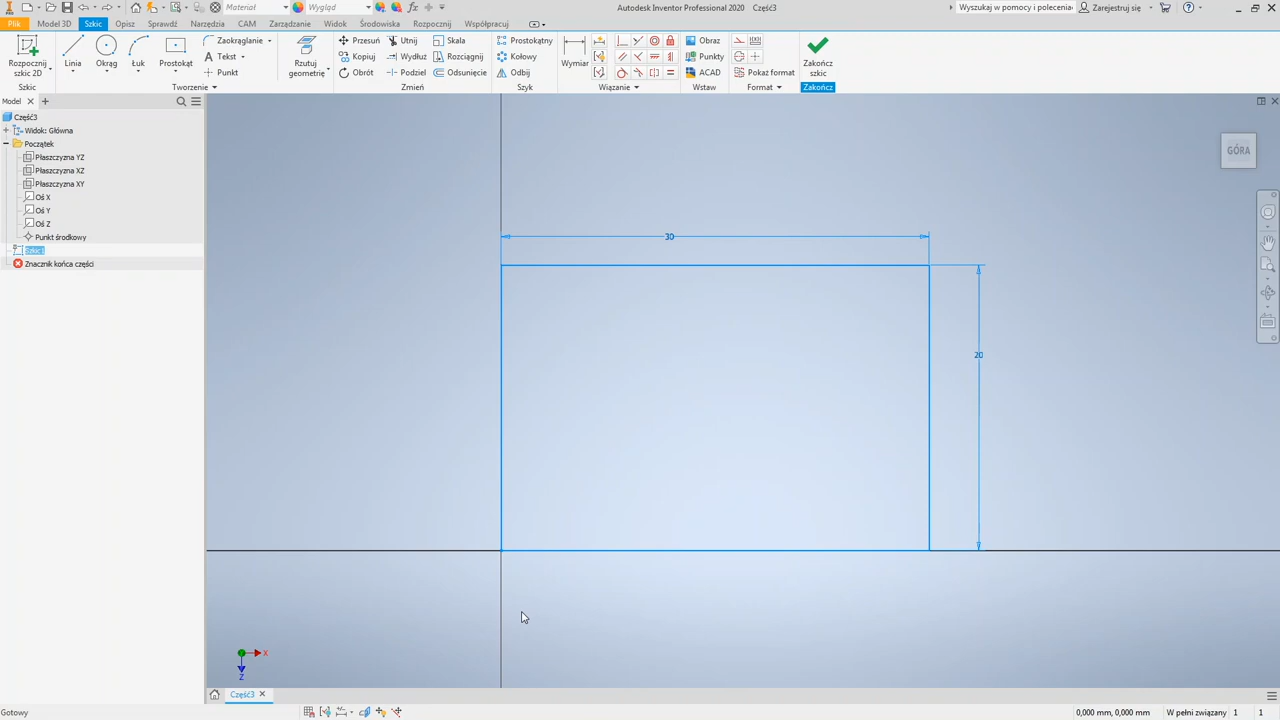 Materiał Wygląd Autodesk Inventor Professional 2020 Część3 Wyszukaj w pomocy i poleceniach Zarejestruj się
Plik Model 3D Szkic Opisz Sprawdź Narzędzia CAM Zarządzanie Widok Środowiska Rozpocznij Współpracuj
Zaokrąglanie Przesuń Utnij Skala Prostokątny Obraz
Rozpocznij szkic 2D Linia Okrąg Łuk Prostokąt Tekst Rzutuj geometrię Kopiuj Wydłuż Rozciągnij Kołowy Wymiar Punkty Zakończ szkic
Punkt Obrót Podziel Odsunięcie Odbij ACAD Pokaż format
Szkic Tworzenie Zmień Szyk Wiązanie Wstaw Format Zakończ
Model
Część3
Widok: Główna
Początek
Płaszczyzna YZ
Płaszczyzna XZ
Płaszczyzna XY
Oś X
Oś Y
Oś Z
Punkt środkowy
Szkic1
Znacznik końca części
GÓRA
30
20
X
Z
Część3
Gotowy 0,000 mm, 0,000 mm W pełni związany 1 1